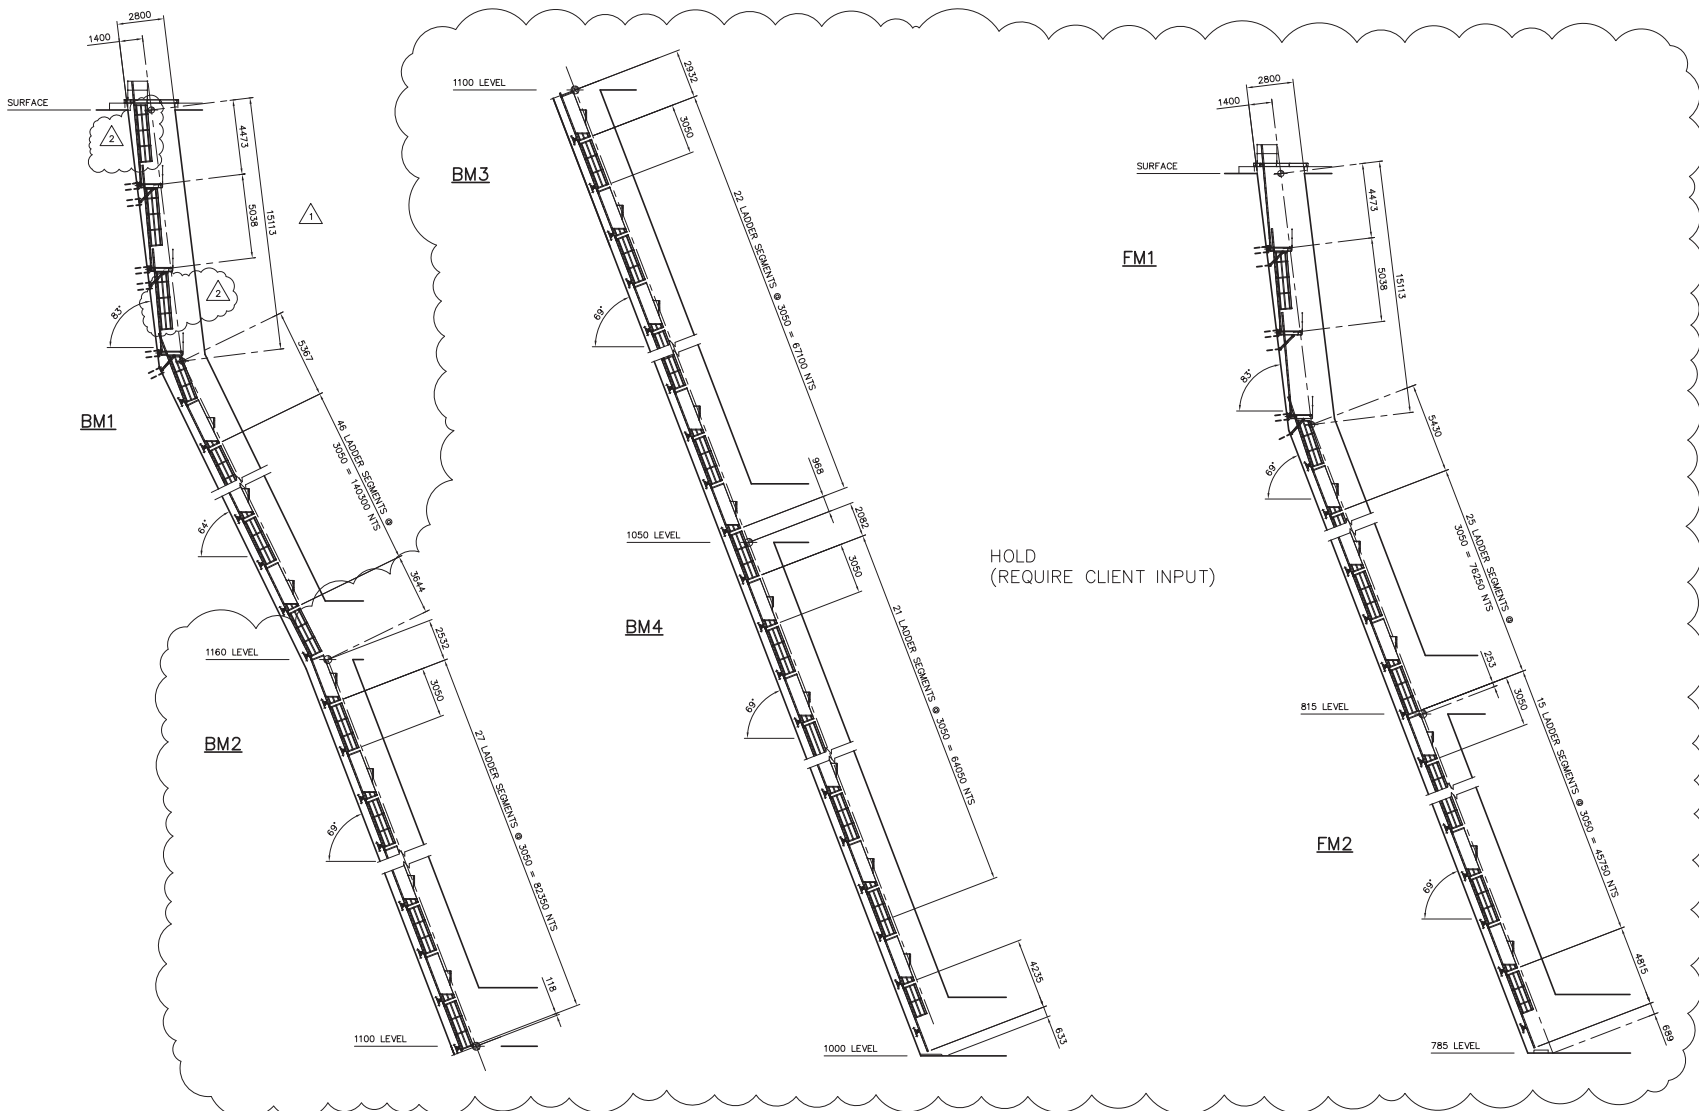 2800
1400
SURFACE
2
4473
5038
15113
1
2
83°
5367
BM1
46 LADDER SEGMENTS @
3050 = 140300 NTS
64°
3644
2532
1160 LEVEL
3050
BM2
27 LADDER SEGMENTS @ 3050 = 82350 NTS
69°
118
1100 LEVEL
1100 LEVEL
2932
3050
BM3
22 LADDER SEGMENTS @ 3050 = 67100 NTS
69°
968
2082
1050 LEVEL
3050
BM4
21 LADDER SEGMENTS @ 3050 = 64050 NTS
69°
4235
633
1000 LEVEL
HOLD
(REQUIRE CLIENT INPUT)
2800
1400
SURFACE
4473
5038
15113
FM1
83°
5430
69°
25 LADDER SEGMENTS @
3050 = 76250 NTS
253
3050
815 LEVEL
15 LADDER SEGMENTS @ 3050 = 45750 NTS
FM2
69°
4815
689
785 LEVEL